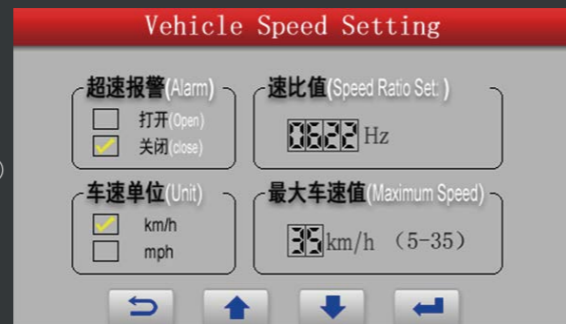 Vehicle Speed Setting
超速报警(Alarm)
打开(Open)
关闭(close)
速比值(Speed Ratio Set: )
0622 Hz
车速单位(Unit)
km/h
mph
最大车速值(Maximum Speed)
35km/h （5-35）